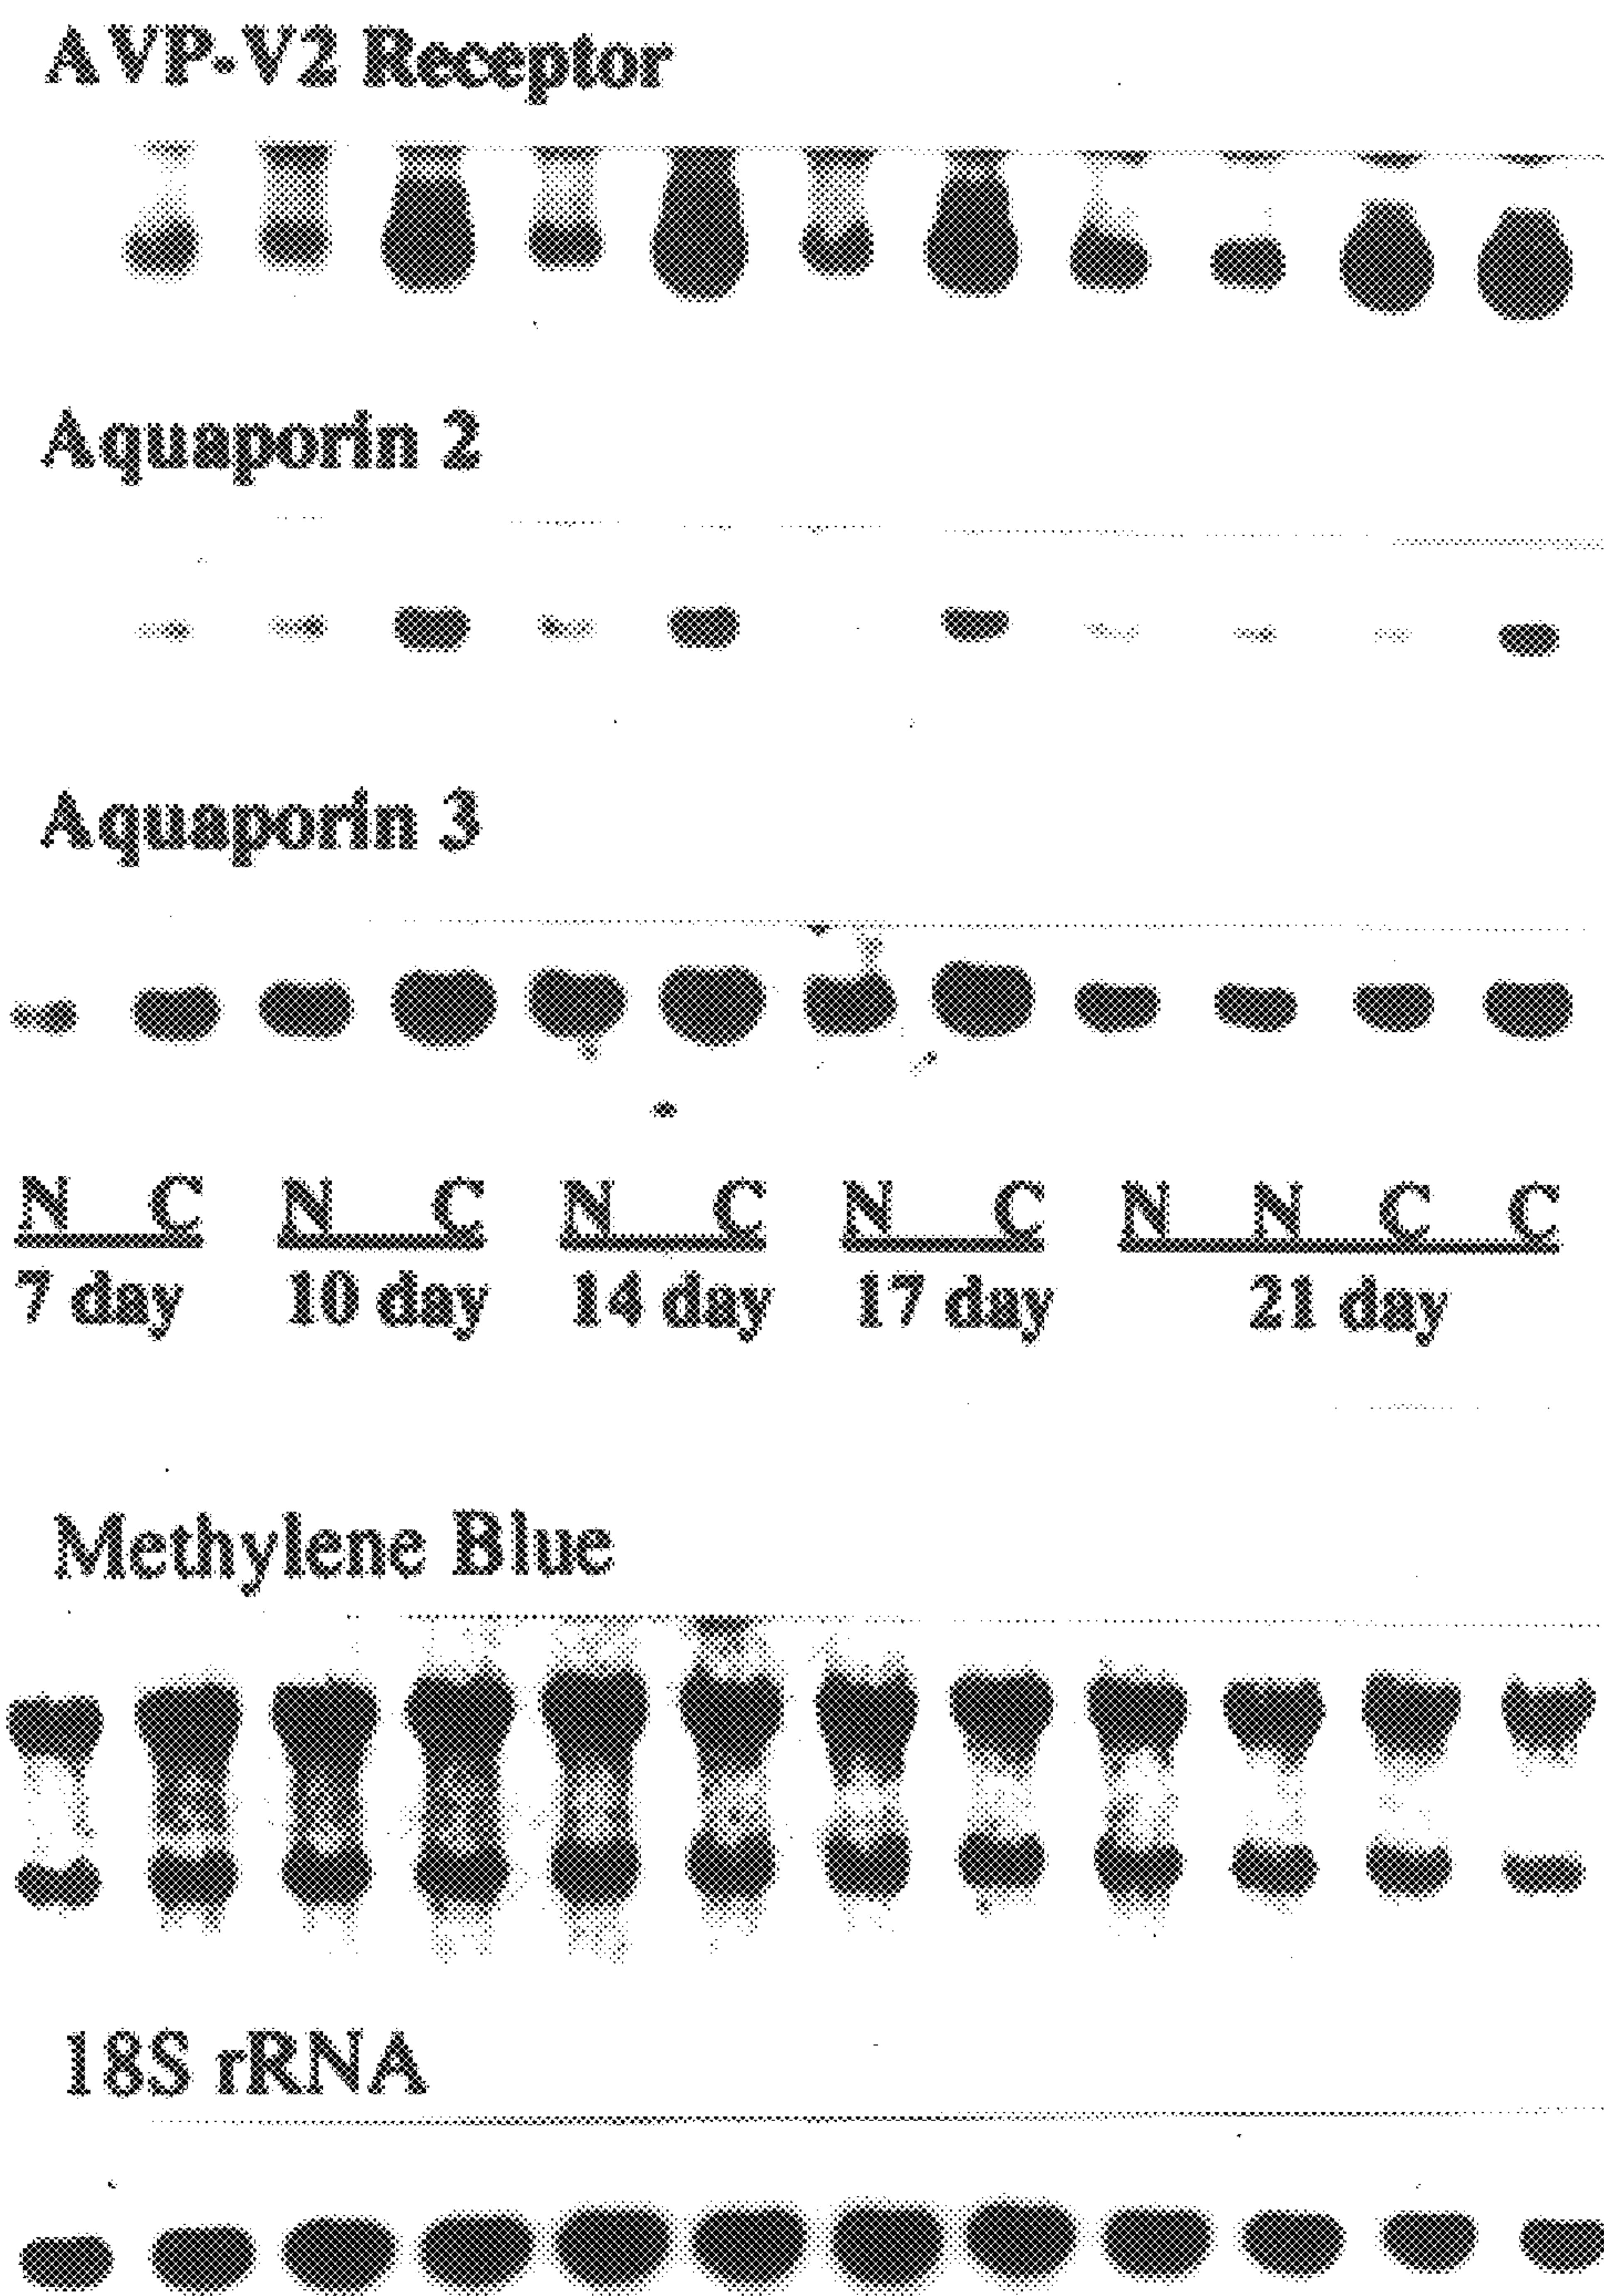 AVP-V2 Receptor
Aquaporin 2
Aquaporin 3
N C N C N C N C N N C C
7 day 10 day 14 day 17 day 21 day
Methylene Blue
18S rRNA